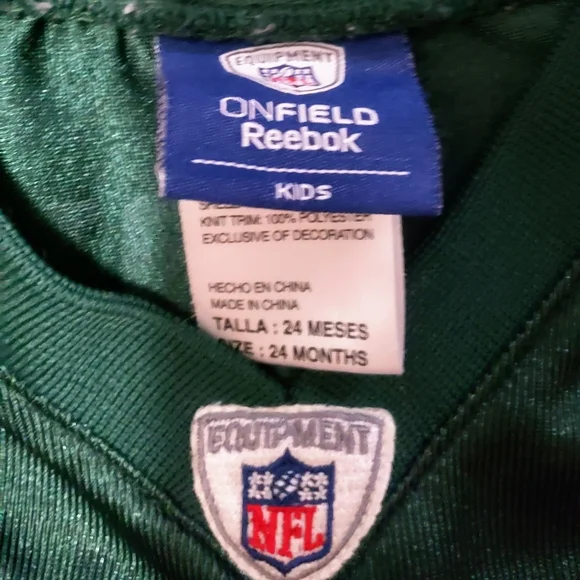 EQUIPMENT
NFL
ONFIELD
Reebok
KIDS
KNIT TRIM: 100% POLYESTER
EXCLUSIVE OF DECORATION
HECHO EN CHINA
MADE IN CHINA
TALLA : 24 MESES
SIZE : 24 MONTHS
EQUIPMENT
NFL